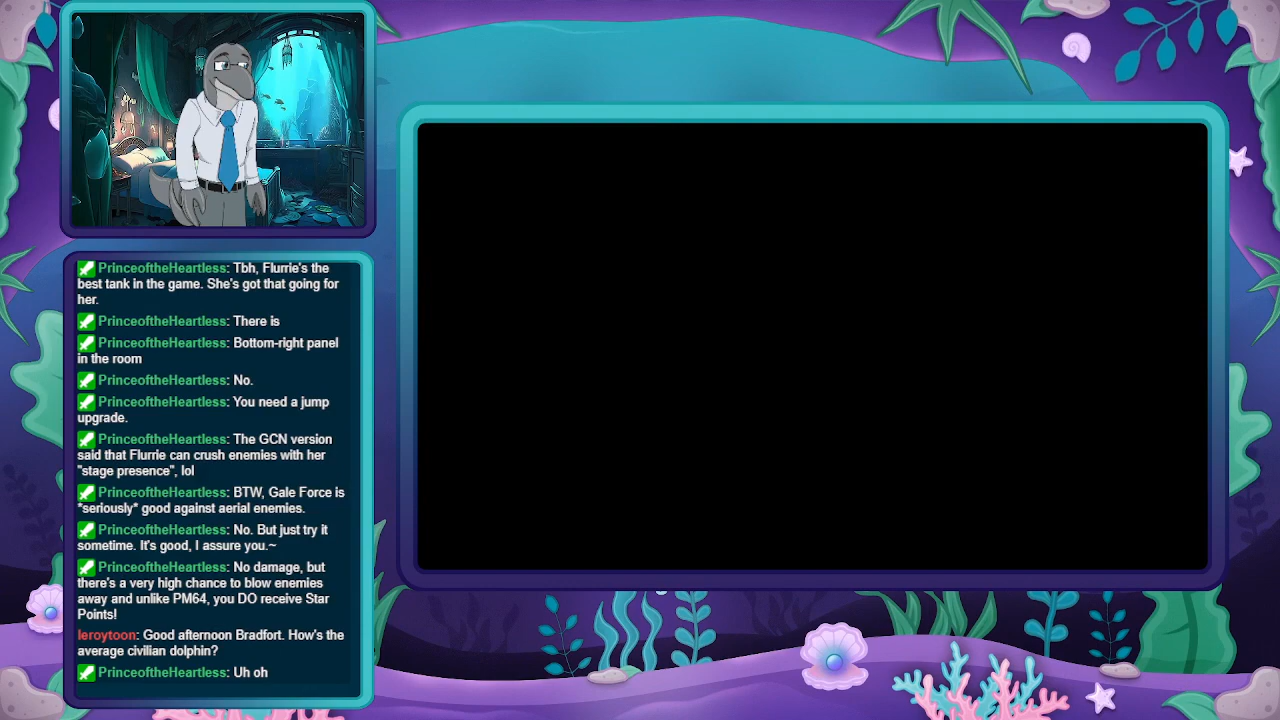 PrinceoftheHeartless: Tbh, Flurrie's the
best tank in the game. She's got that going for
her.
PrinceoftheHeartless: There is
PrinceoftheHeartless: Bottom-right panel
in the room
PrinceoftheHeartless: No.
PrinceoftheHeartless: You need a jump
upgrade.
PrinceoftheHeartless: The GCN version
said that Flurrie can crush enemies with her
"stage presence", lol
PrinceoftheHeartless: BTW, Gale Force is
*seriously* good against aerial enemies.
PrinceoftheHeartless: No. But just try it
sometime. It's good, I assure you.~
PrinceoftheHeartless: No damage, but
there's a very high chance to blow enemies
away and unlike PM64, you DO receive Star
Points!
leroytoon: Good afternoon Bradfort. How's the
average civilian dolphin?
PrinceoftheHeartless: Uh oh